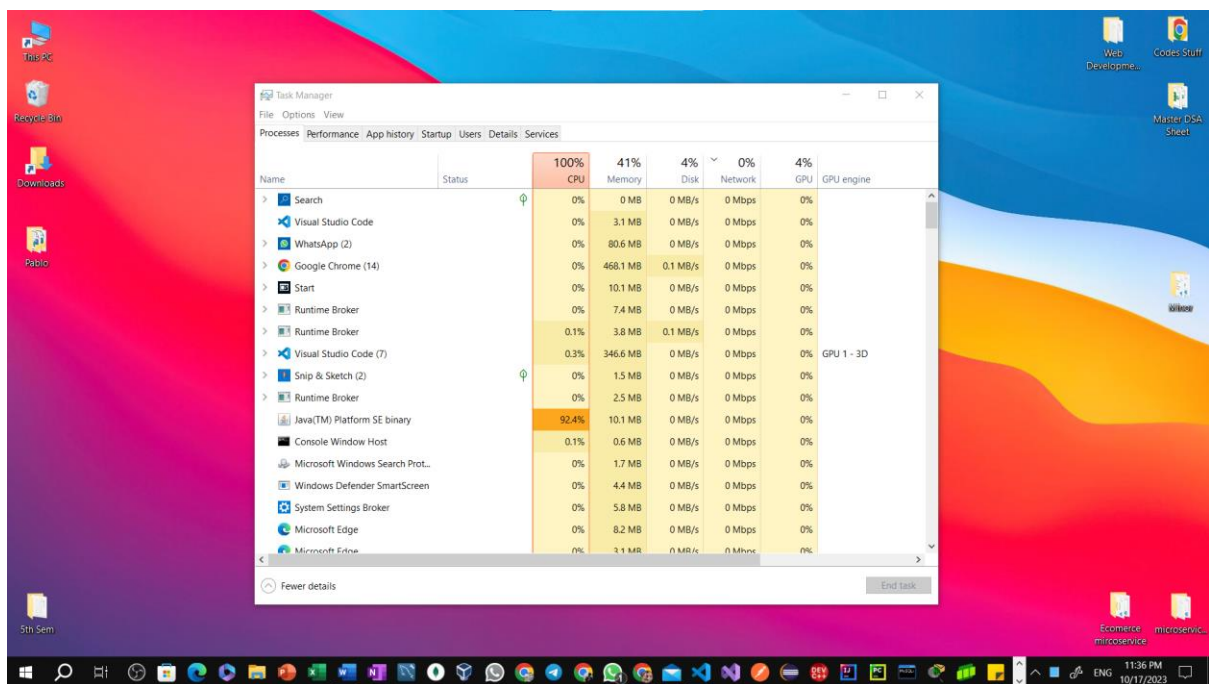 This PC
Recycle Bin
Downloads
Pablo
5th Sem
Web Developme...
Codes Stuff
Master DSA Sheet
Minor
Ecomerce mircoservice
microservic...
Task Manager
File Options View
Processes Performance App history Startup Users Details Services
100% 41% 4% 0% 4%
Name Status CPU Memory Disk Network GPU GPU engine
Search 0% 0 MB 0 MB/s 0 Mbps 0%
Visual Studio Code 0% 3.1 MB 0 MB/s 0 Mbps 0%
WhatsApp (2) 0% 80.6 MB 0 MB/s 0 Mbps 0%
Google Chrome (14) 0% 468.1 MB 0.1 MB/s 0 Mbps 0%
Start 0% 10.1 MB 0 MB/s 0 Mbps 0%
Runtime Broker 0% 7.4 MB 0 MB/s 0 Mbps 0%
Runtime Broker 0.1% 3.8 MB 0.1 MB/s 0 Mbps 0%
Visual Studio Code (7) 0.3% 346.6 MB 0 MB/s 0 Mbps 0% GPU 1 - 3D
Snip & Sketch (2) 0% 1.5 MB 0 MB/s 0 Mbps 0%
Runtime Broker 0% 2.5 MB 0 MB/s 0 Mbps 0%
Java(TM) Platform SE binary 92.4% 10.1 MB 0 MB/s 0 Mbps 0%
Console Window Host 0.1% 0.6 MB 0 MB/s 0 Mbps 0%
Microsoft Windows Search Prot... 0% 1.7 MB 0 MB/s 0 Mbps 0%
Windows Defender SmartScreen 0% 4.4 MB 0 MB/s 0 Mbps 0%
System Settings Broker 0% 5.8 MB 0 MB/s 0 Mbps 0%
Microsoft Edge 0% 8.2 MB 0 MB/s 0 Mbps 0%
Microsoft Edge 0% 3.1 MB 0 MB/s 0 Mbps 0%
Fewer details End task
ENG 11:36 PM
10/17/2023